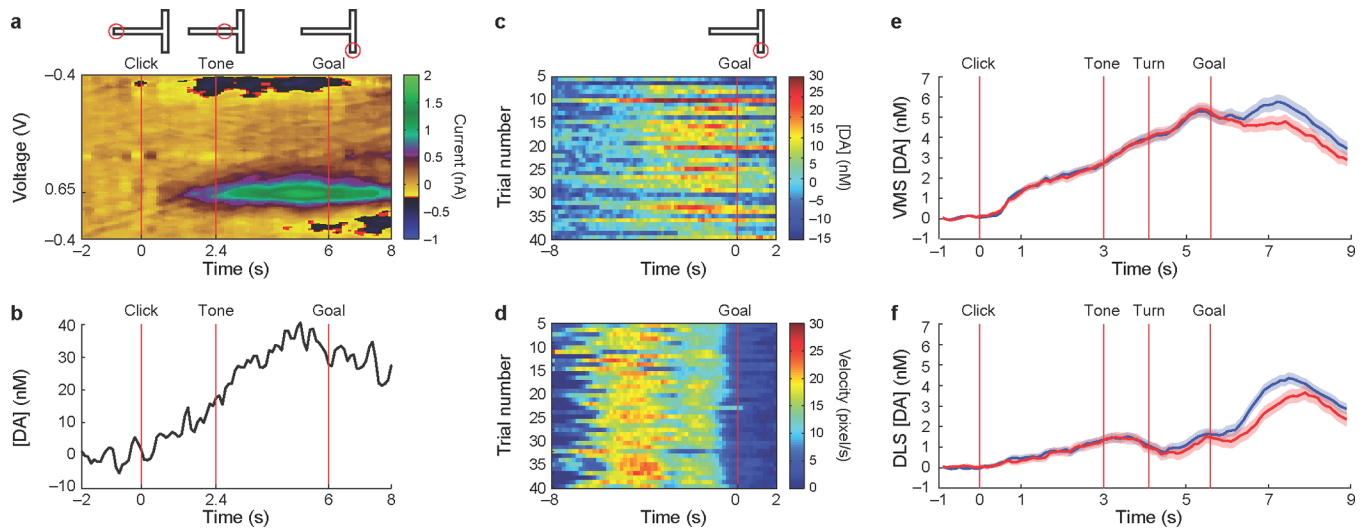 a
Click
Tone
Goal
Voltage (V)
–0.4
0.65
–0.4
–2
0
2.4
6
8
Time (s)
2
1.5
1
0.5
0
–0.5
–1
Current (nA)
b
Click
Tone
Goal
[DA] (nM)
40
30
20
10
0
–10
–2
0
2.4
6
8
Time (s)
c
Goal
Trial number
5
10
15
20
25
30
35
40
–8
0
2
Time (s)
30
25
20
15
10
5
0
–5
–10
–15
[DA] (nM)
d
Goal
Trial number
5
10
15
20
25
30
35
40
–8
0
2
Time (s)
30
25
20
15
10
5
0
Velocity (pixel/s)
e
Click
Tone
Turn
Goal
VMS [DA] (nM)
7
6
5
4
3
2
1
0
–1
–1
0
1
3
5
7
9
Time (s)
f
Click
Tone
Turn
Goal
DLS [DA] (nM)
7
6
5
4
3
2
1
0
–1
–1
0
1
3
5
7
9
Time (s)